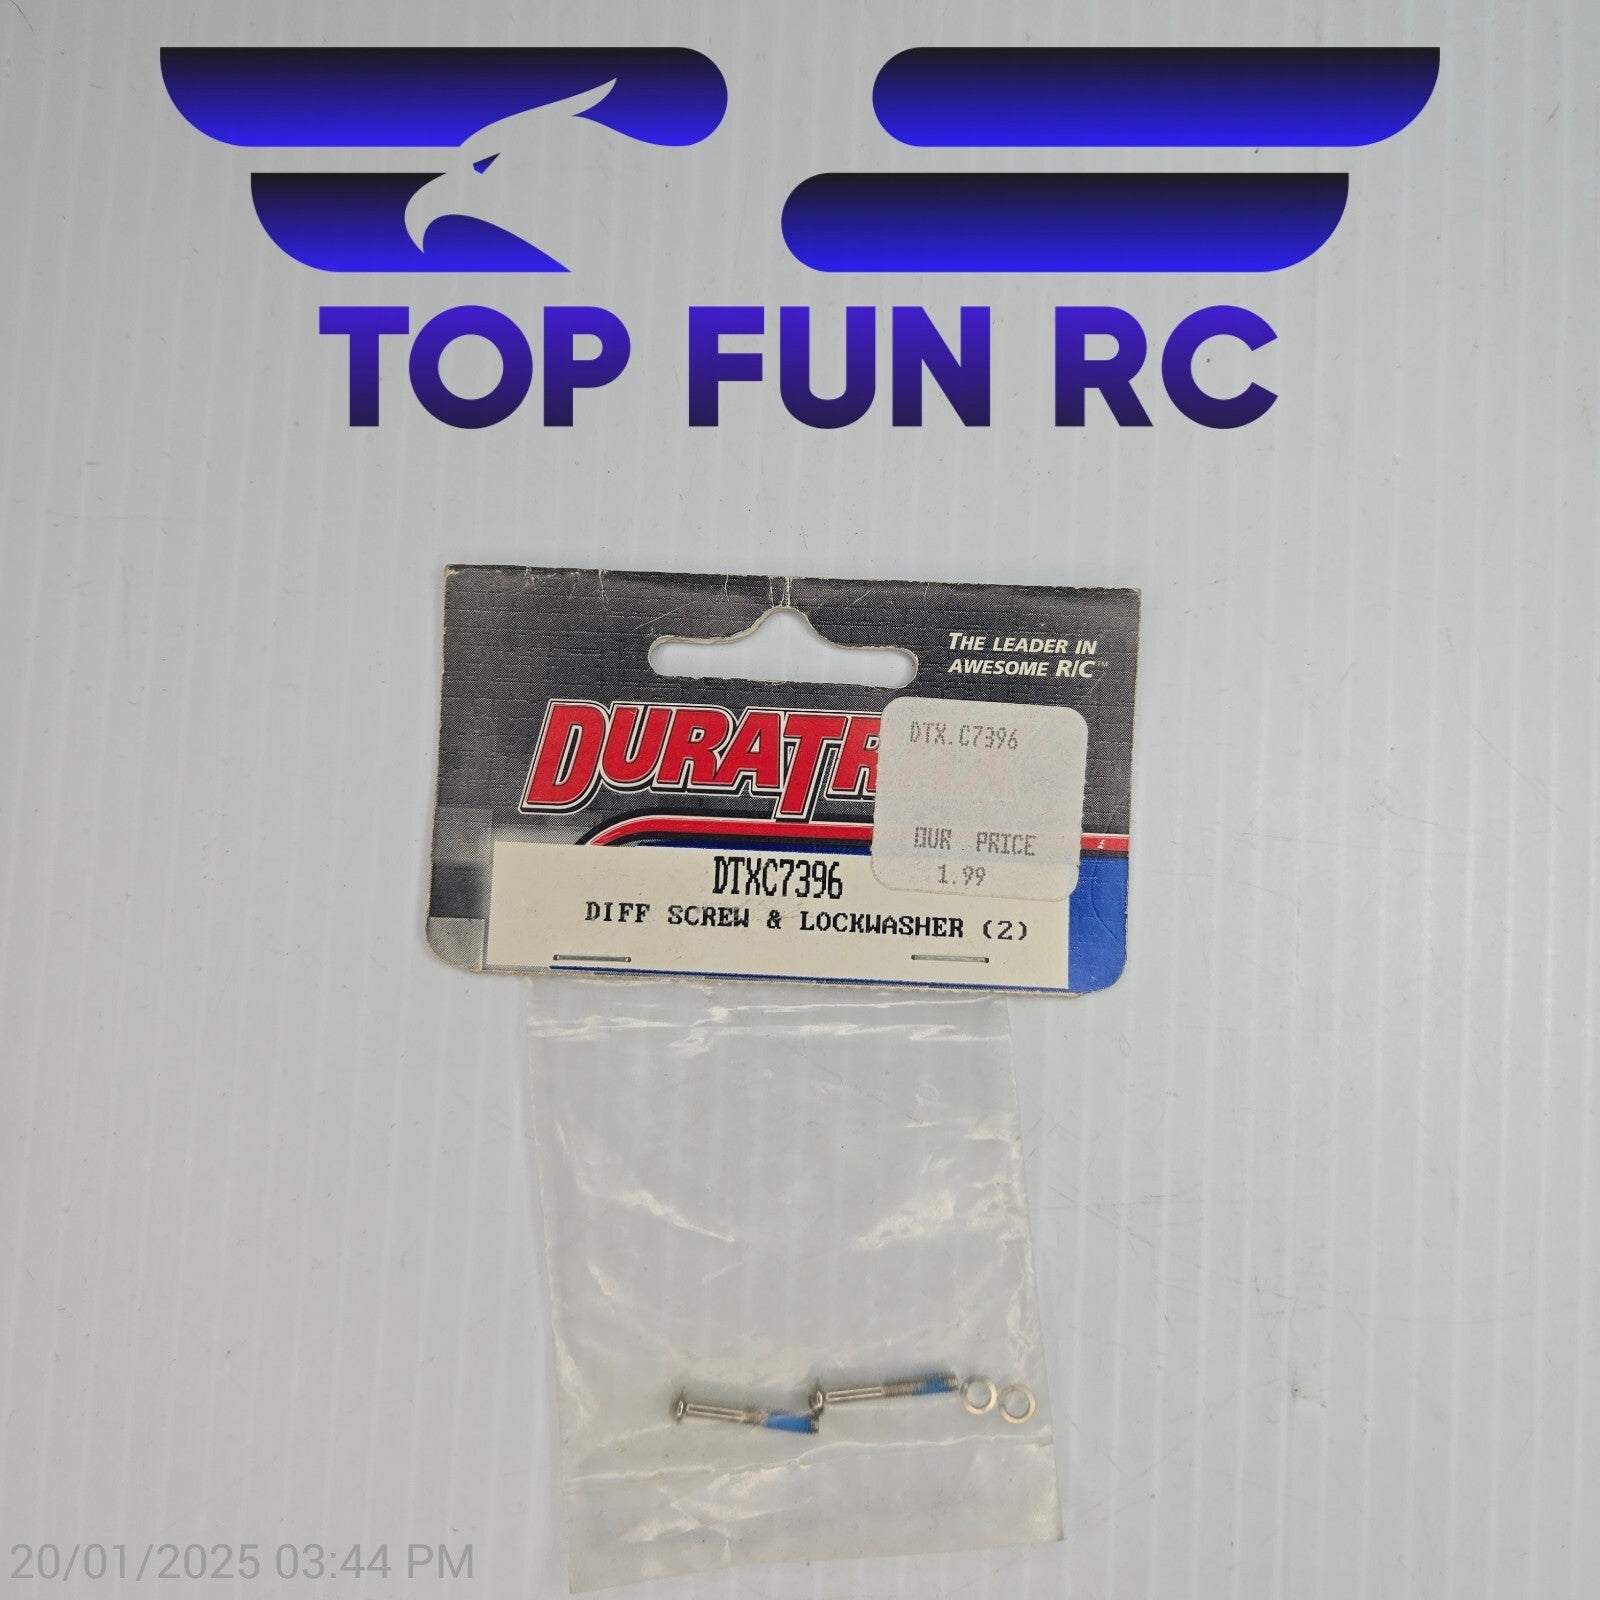 TOP FUN RC
THE LEADER IN
AWESOME R/C™
DURATR
DTX.C7396
OUR PRICE
1.99
DTXC7396
DIFF SCREW & LOCKWASHER (2)
20/01/2025 03:44 PM